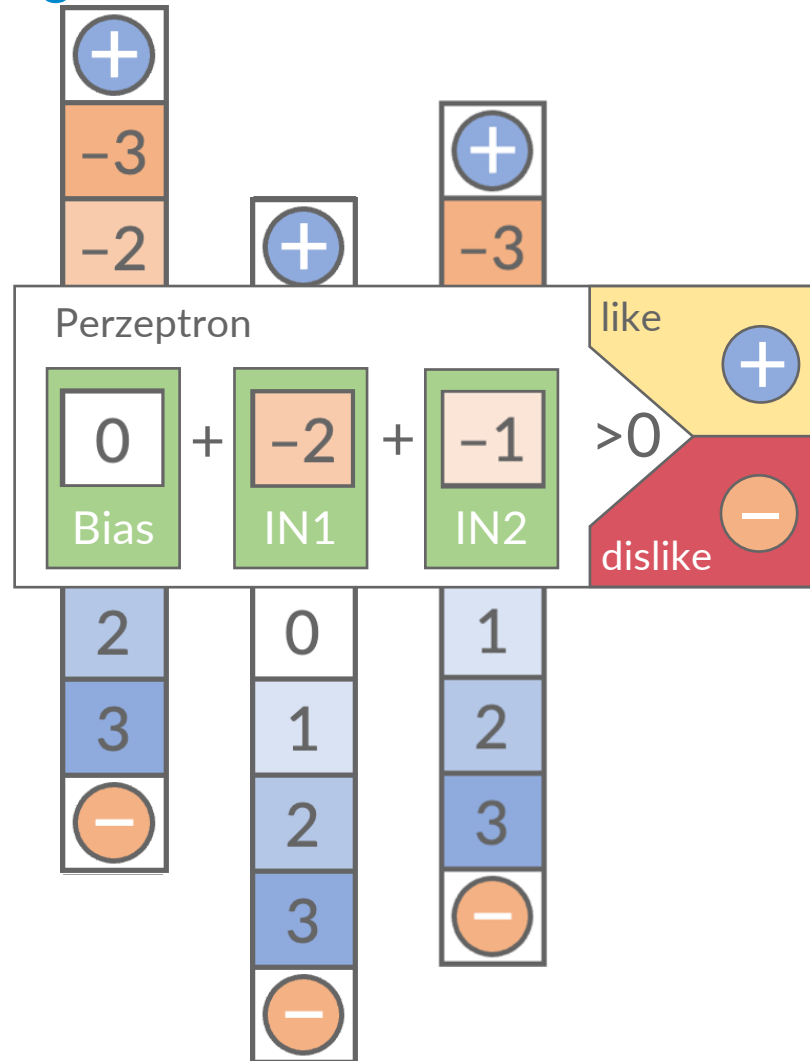 +
−3
−2
+
+
−3
Perzeptron
like
+
0 + −2 + −1 >0
Bias IN1 IN2
−
dislike
2 0 1
3 1 2
− 2 3
3 −
−